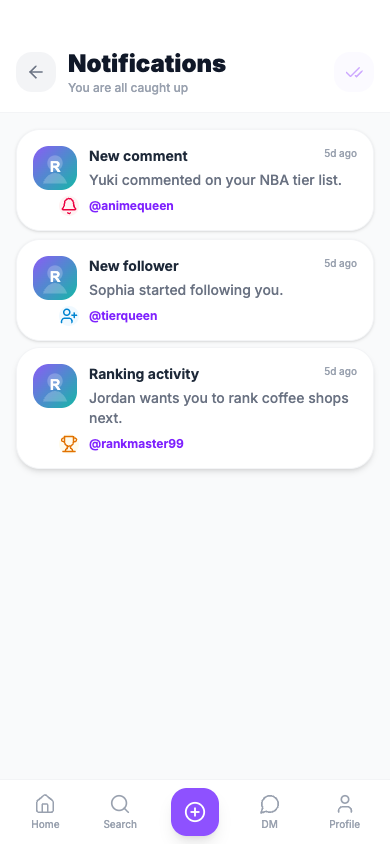 Notifications
You are all caught up
R
New comment
5d ago
Yuki commented on your NBA tier list.
@animequeen
R
New follower
5d ago
Sophia started following you.
@tierqueen
R
Ranking activity
5d ago
Jordan wants you to rank coffee shops
next.
@rankmaster99
Home
Search
DM
Profile